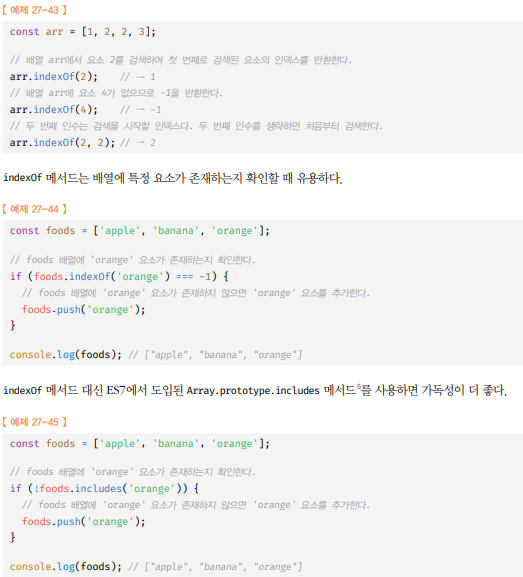 【 예제 27-43 】
const arr = [1, 2, 2, 3];
// 배열 arr에서 요소 2를 검색하여 첫 번째로 검색된 요소의 인덱스를 반환한다.
arr.indexOf(2);    // → 1
// 배열 arr에 요소 4가 없으므로 -1을 반환한다.
arr.indexOf(4);    // → -1
// 두 번째 인수는 검색을 시작할 인덱스다. 두 번째 인수를 생략하면 처음부터 검색한다.
arr.indexOf(2, 2); // → 2
indexOf 메서드는 배열에 특정 요소가 존재하는지 확인할 때 유용하다.
【 예제 27-44 】
const foods = ['apple', 'banana', 'orange'];
// foods 배열에 'orange' 요소가 존재하는지 확인한다.
if (foods.indexOf('orange') === -1) {
  // foods 배열에 'orange' 요소가 존재하지 않으면 'orange' 요소를 추가한다.
  foods.push('orange');
}
console.log(foods); // ["apple", "banana", "orange"]
indexOf 메서드 대신 ES7에서 도입된 Array.prototype.includes 메서드5를 사용하면 가독성이 더 좋다.
【 예제 27-45 】
const foods = ['apple', 'banana', 'orange'];
// foods 배열에 'orange' 요소가 존재하는지 확인한다.
if (!foods.includes('orange')) {
  // foods 배열에 'orange' 요소가 존재하지 않으면 'orange' 요소를 추가한다.
  foods.push('orange');
}
console.log(foods); // ["apple", "banana", "orange"]